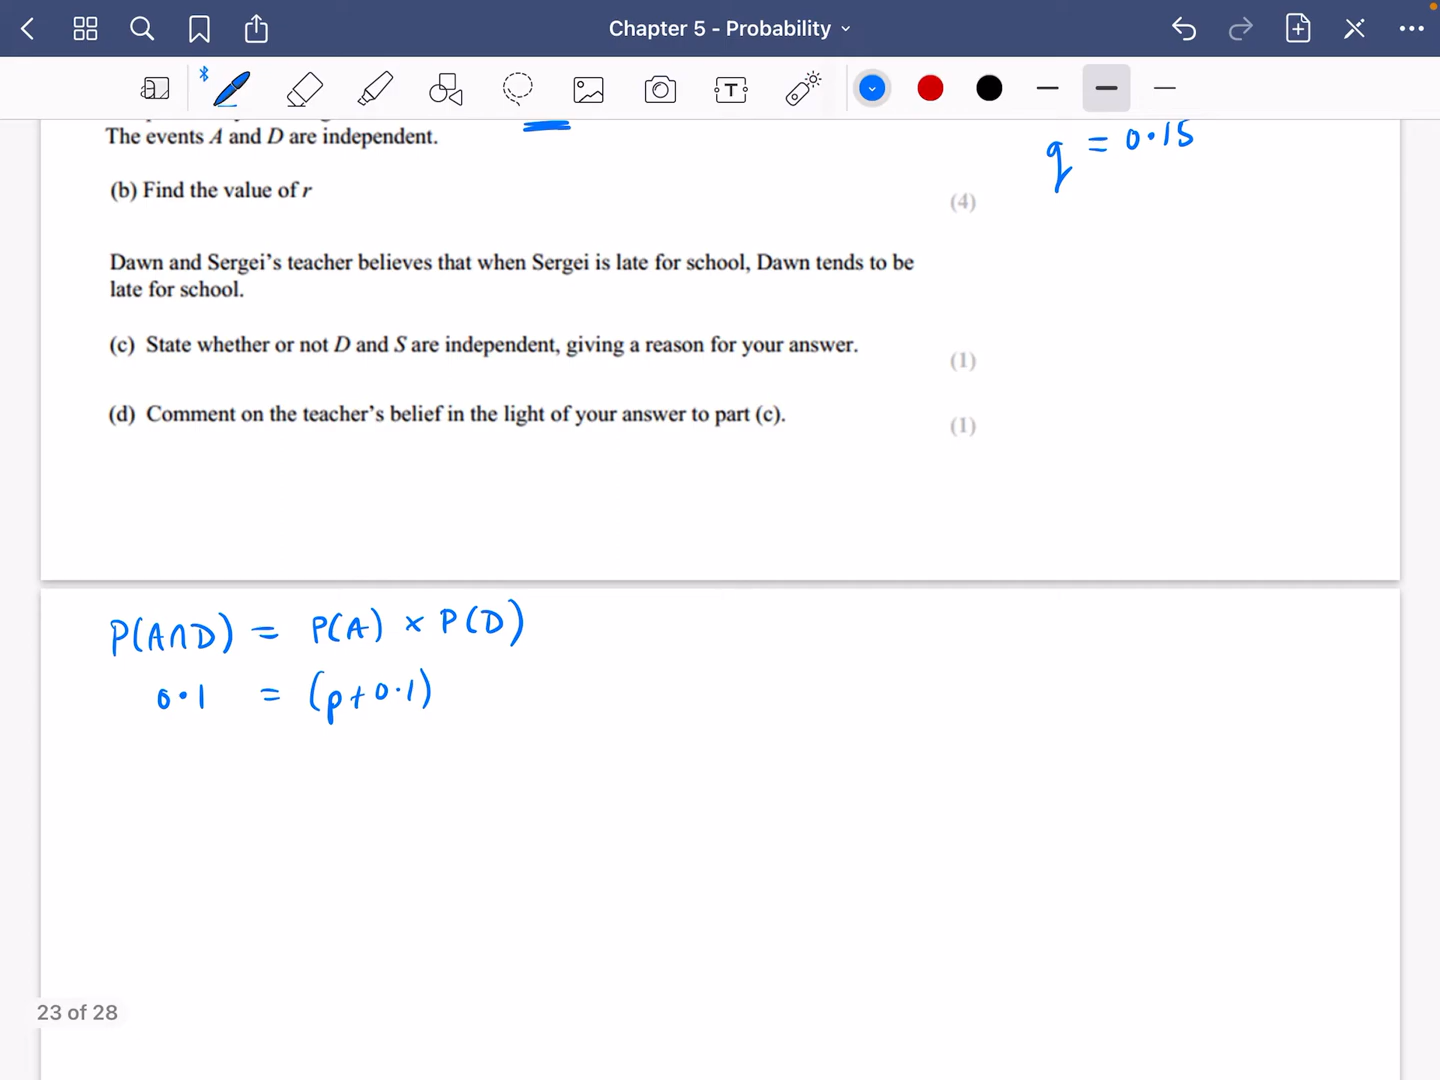 Chapter 5 - Probability
T
The events A and D are independent.
q = 0.15
(b) Find the value of r
(4)
Dawn and Sergei's teacher believes that when Sergei is late for school, Dawn tends to be
late for school.
(c) State whether or not D and S are independent, giving a reason for your answer.
(1)
(d) Comment on the teacher's belief in the light of your answer to part (c).
(1)
P(A∩D) = P(A) × P(D)
0.1 = (p+0.1)
23 of 28